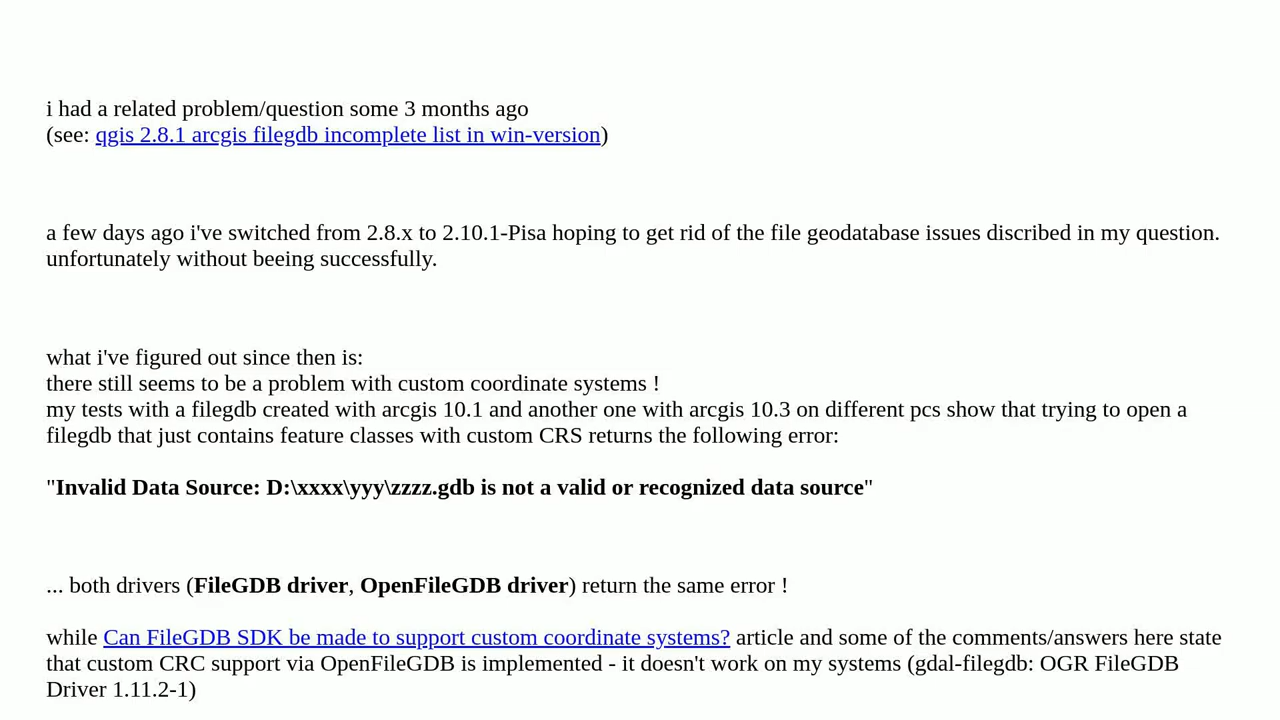 i had a related problem/question some 3 months ago
(see: qgis 2.8.1 arcgis filegdb incomplete list in win-version)
a few days ago i've switched from 2.8.x to 2.10.1-Pisa hoping to get rid of the file geodatabase issues discribed in my question.
unfortunately without beeing successfully.
what i've figured out since then is:
there still seems to be a problem with custom coordinate systems !
my tests with a filegdb created with arcgis 10.1 and another one with arcgis 10.3 on different pcs show that trying to open a
filegdb that just contains feature classes with custom CRS returns the following error:
"Invalid Data Source: D:\xxxx\yyy\zzzz.gdb is not a valid or recognized data source"
... both drivers (FileGDB driver, OpenFileGDB driver) return the same error !
while Can FileGDB SDK be made to support custom coordinate systems? article and some of the comments/answers here state
that custom CRC support via OpenFileGDB is implemented - it doesn't work on my systems (gdal-filegdb: OGR FileGDB
Driver 1.11.2-1)